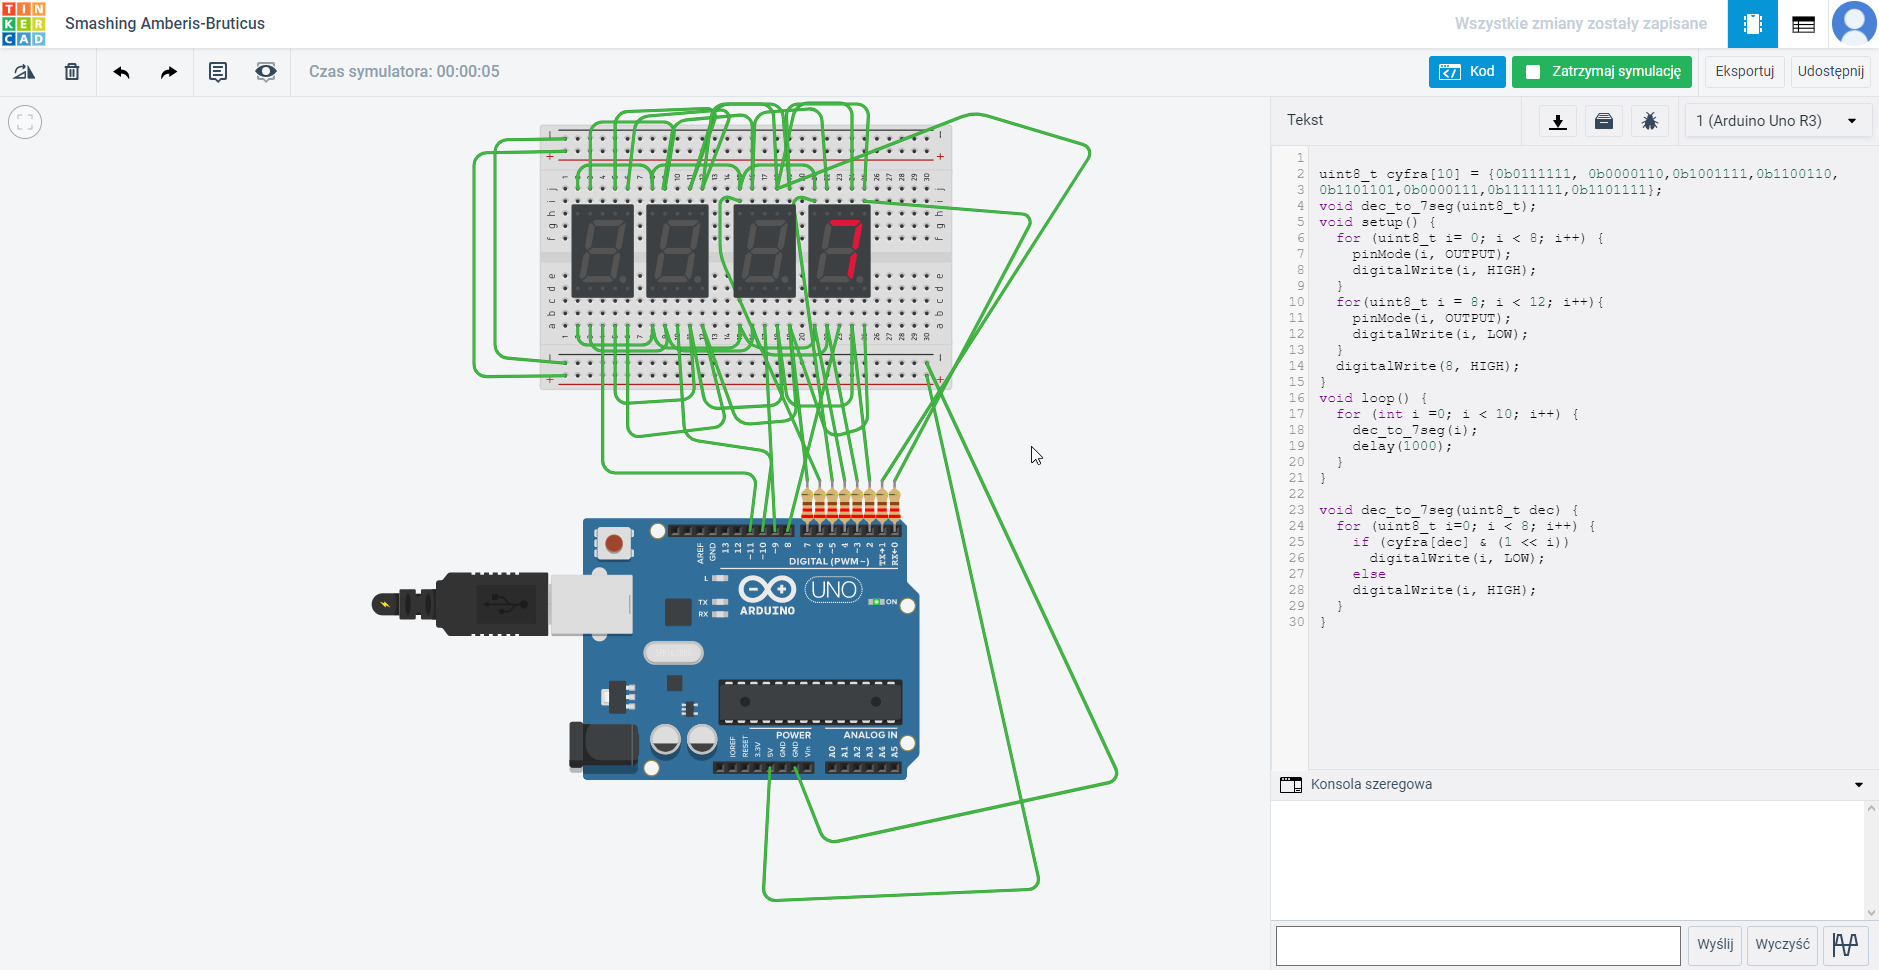 TIN
KER
CAD
Smashing Amberis-Bruticus
Wszystkie zmiany zostały zapisane
Czas symulatora: 00:00:05
Kod
Zatrzymaj symulację
Eksportuj
Udostępnij
Tekst
1 (Arduino Uno R3)
1
2 uint8_t cyfra[10] = {0b0111111, 0b0000110,0b1001111,0b1100110,
3 0b1101101,0b0000111,0b1111111,0b1101111};
4 void dec_to_7seg(uint8_t);
5 void setup() {
6 for (uint8_t i= 0; i < 8; i++) {
7 pinMode(i, OUTPUT);
8 digitalWrite(i, HIGH);
9 }
10 for(uint8_t i = 8; i < 12; i++){
11 pinMode(i, OUTPUT);
12 digitalWrite(i, LOW);
13 }
14 digitalWrite(8, HIGH);
15 }
16 void loop() {
17 for (int i =0; i < 10; i++) {
18 dec_to_7seg(i);
19 delay(1000);
20 }
21 }
22
23 void dec_to_7seg(uint8_t dec) {
24 for (uint8_t i=0; i < 8; i++) {
25 if (cyfra[dec] & (1 << i))
26 digitalWrite(i, LOW);
27 else
28 digitalWrite(i, HIGH);
29 }
30 }
7
AREF GND 13 12 ~11 ~10 ~9 8 7 ~6 ~5 4 ~3 2 TX→1 RX←0
DIGITAL (PWM~)
L
TX
RX
UNO
ARDUINO
ON
POWER
ANALOG IN
IOREF RESET 3.3V 5V GND GND Vin A0 A1 A2 A3 A4 A5
Konsola szeregowa
Wyślij
Wyczyść